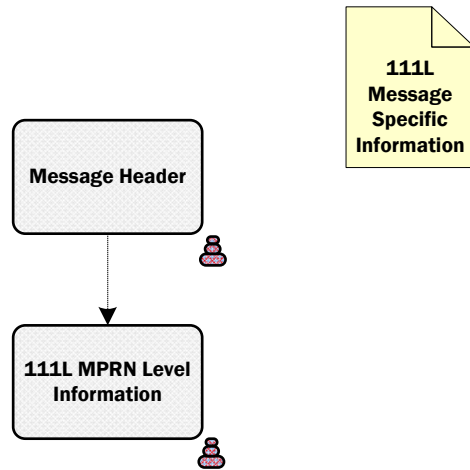 111L
Message
Specific
Information
Message Header
111L MPRN Level
Information